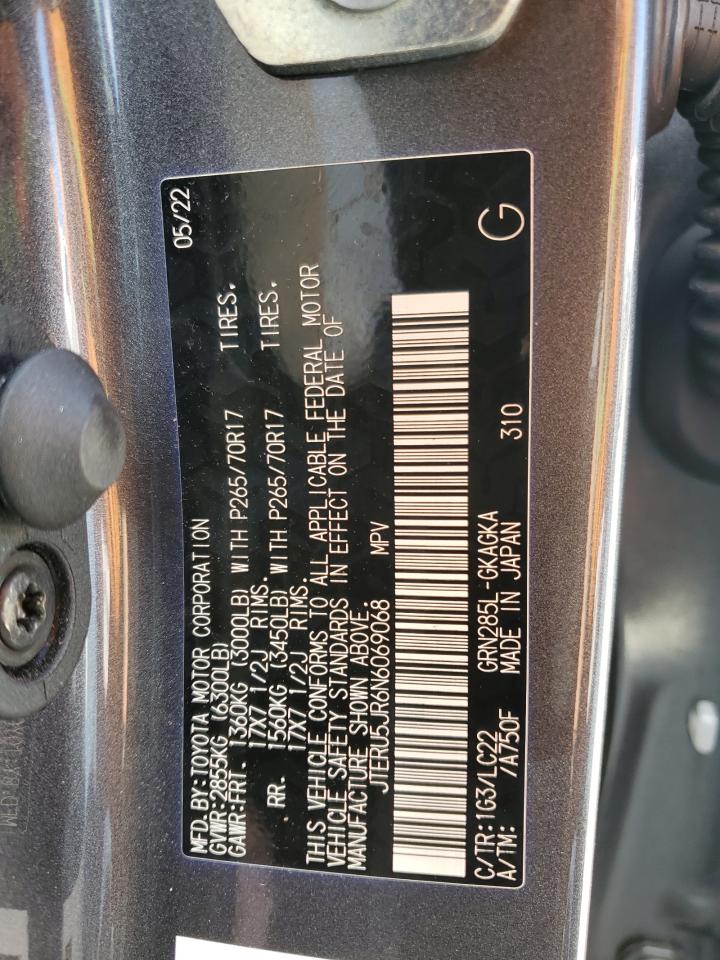 05/22
MFD.BY:TOYOTA MOTOR CORPORATION
GVWR:2855KG (6300LB)
GAWR:FRT. 1360KG (3000LB) WITH P265/70R17 TIRES.
17X7 1/2J RIMS.
RR. 1560KG (3450LB) WITH P265/70R17 TIRES.
17X7 1/2J RIMS.
THIS VEHICLE CONFORMS TO ALL APPLICABLE FEDERAL MOTOR
VEHICLE SAFETY STANDARDS IN EFFECT ON THE DATE OF
MANUFACTURE SHOWN ABOVE.
JTERU5JR6N6069068 MPV
C/TR:1G3/LC22 GRN285L-GKAGKA 310
A/TM: /A750F MADE IN JAPAN
G